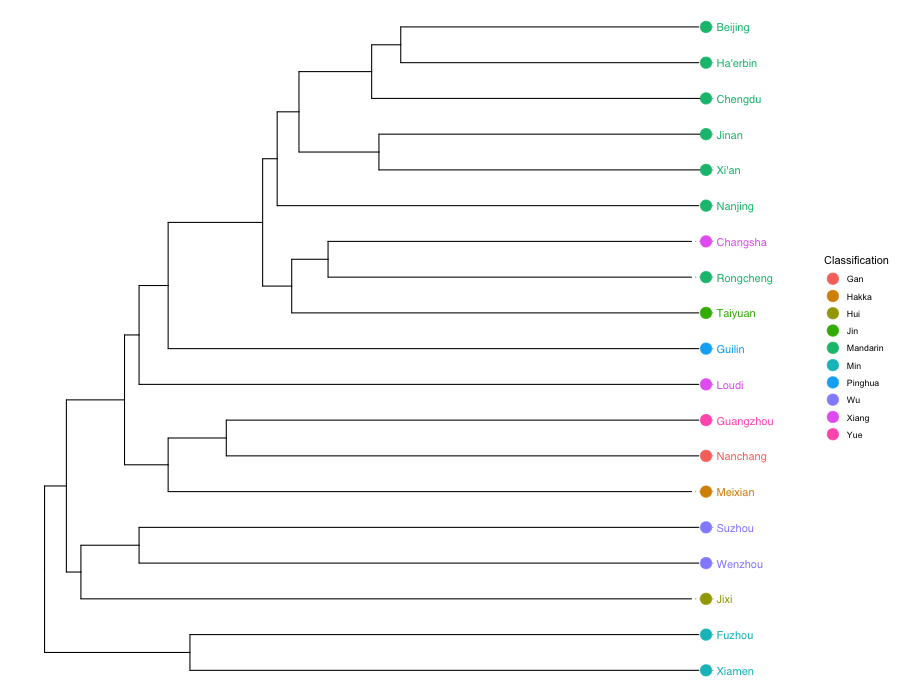 Beijing
Ha'erbin
Chengdu
Jinan
Xi'an
Nanjing
Changsha
Rongcheng
Taiyuan
Guilin
Loudi
Guangzhou
Nanchang
Meixian
Suzhou
Wenzhou
Jixi
Fuzhou
Xiamen
Classification
Gan
Hakka
Hui
Jin
Mandarin
Min
Pinghua
Wu
Xiang
Yue